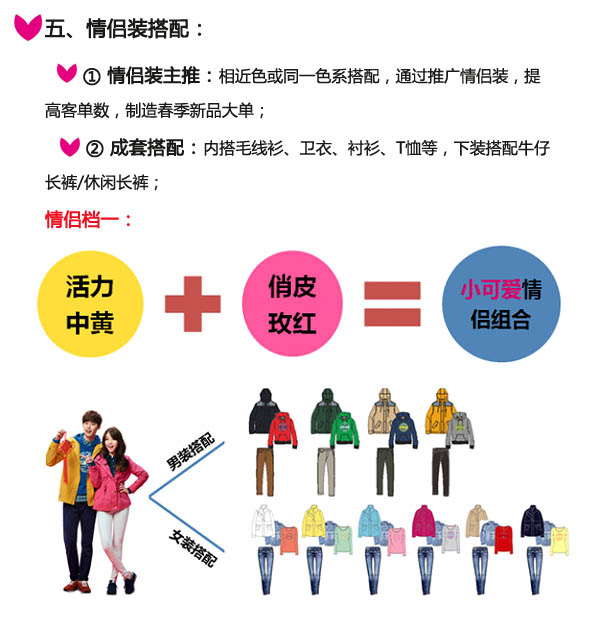 五、情侣装搭配：
① 情侣装主推：相近色或同一色系搭配，通过推广情侣装，提
高客单数，制造春季新品大单；
② 成套搭配：内搭毛线衫、卫衣、衬衫、T恤等，下装搭配牛仔
长裤/休闲长裤；
情侣档一：
活力
中黄
俏皮
玫红
小可爱情
侣组合
男装搭配
女装搭配